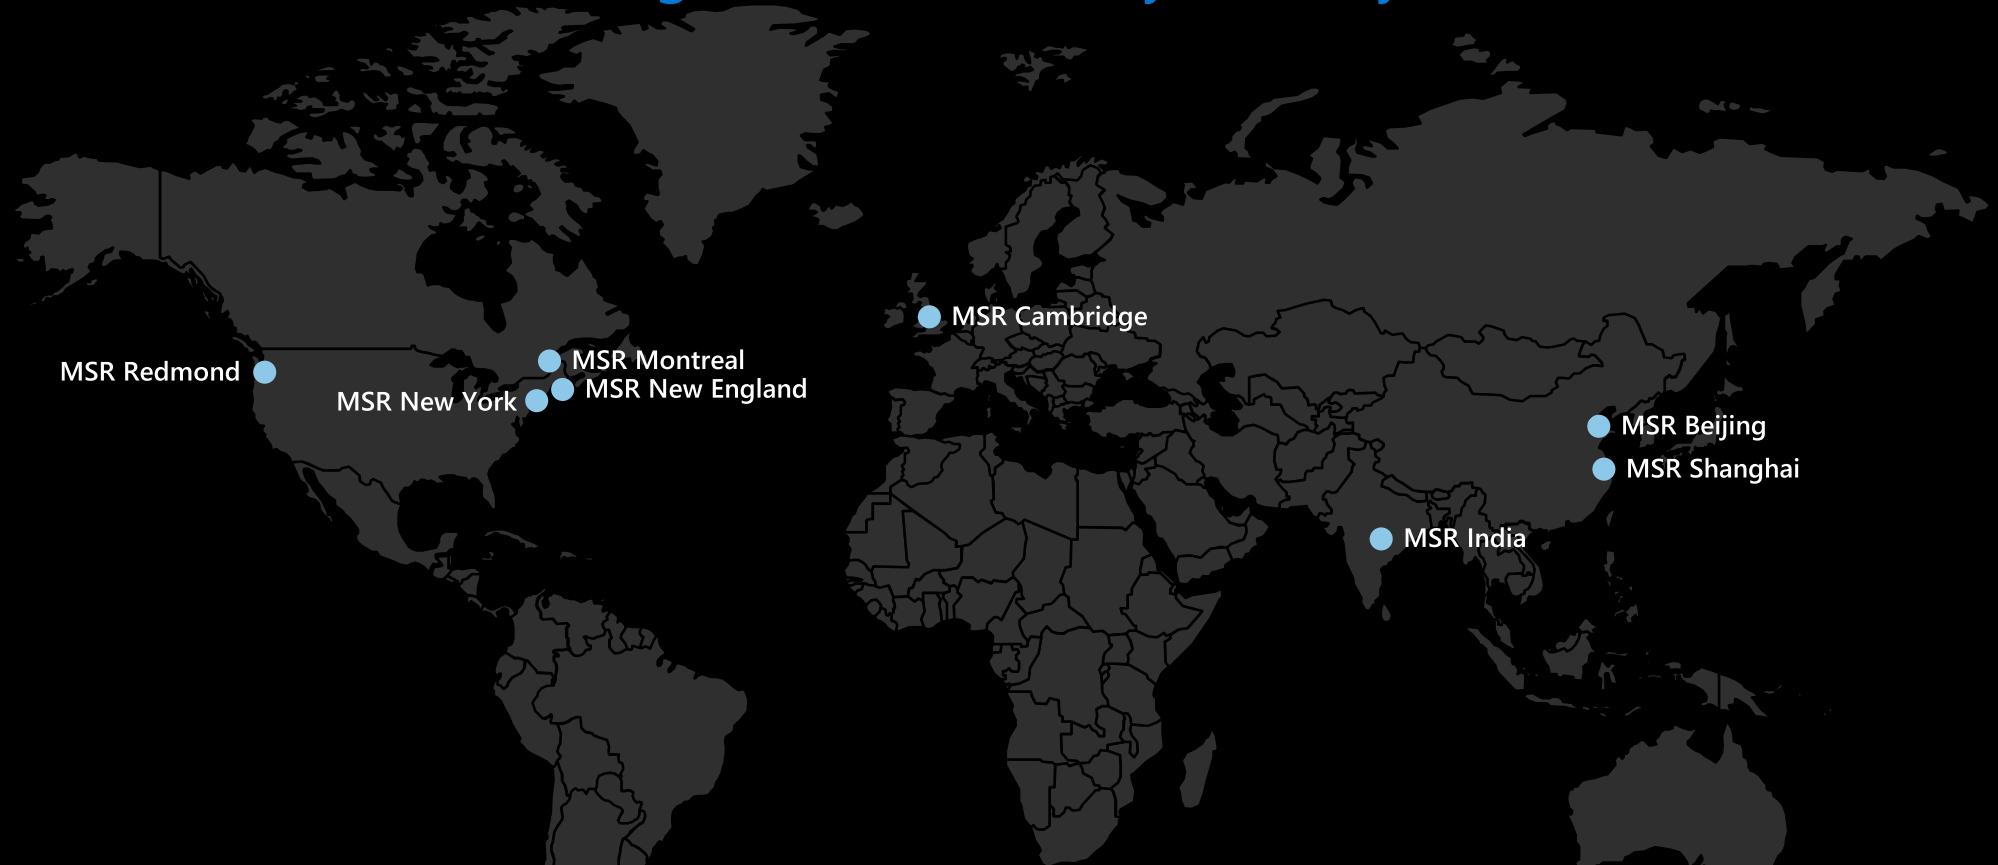 MSR Cambridge
MSR Redmond
MSR Montreal
MSR New England
MSR New York
MSR Beijing
MSR Shanghai
MSR India